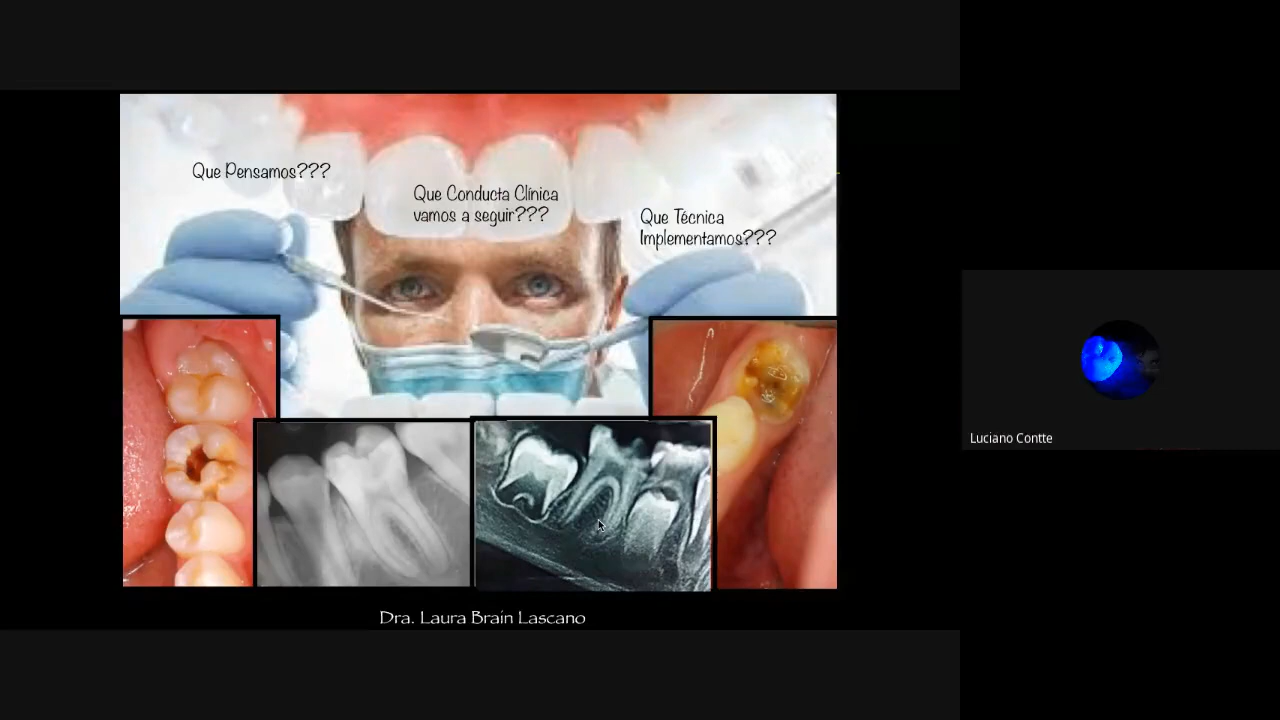 Que Pensamos???
Que Conducta Clínica
vamos a seguir???
Que Técnica
Implementamos???
Dra. Laura Brain Lascano
Luciano Contte